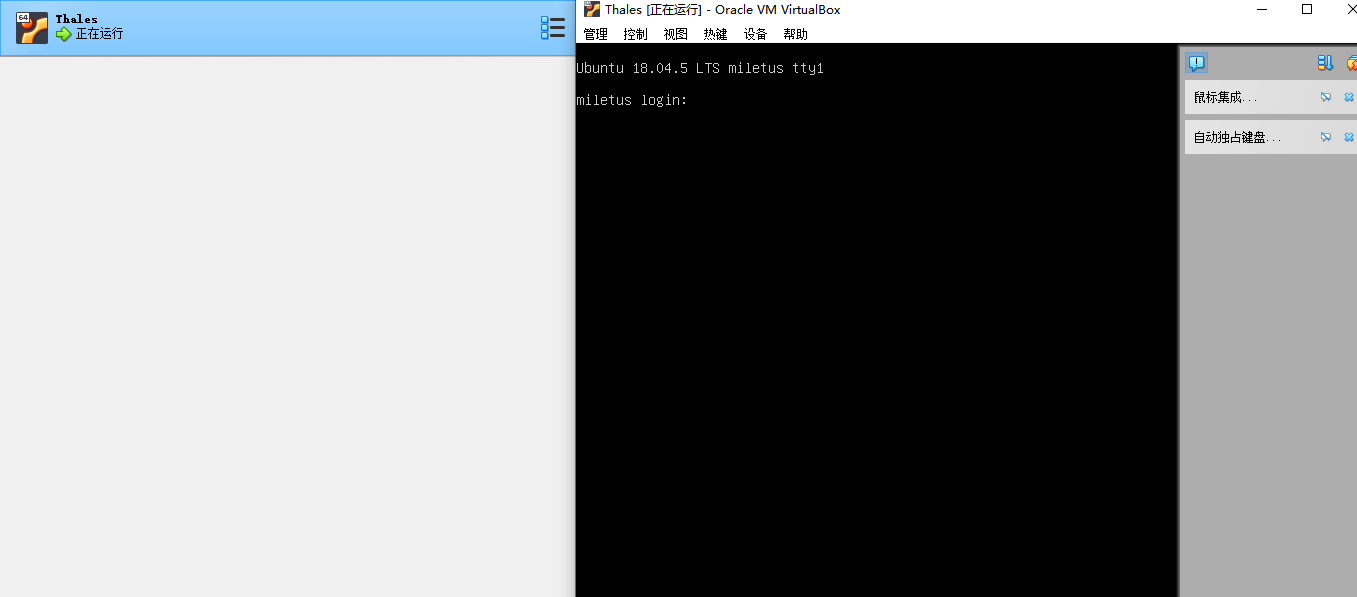 64
Thales
正在运行
Thales [正在运行] - Oracle VM VirtualBox
管理 控制 视图 热键 设备 帮助
Ubuntu 18.04.5 LTS miletus tty1
miletus login:
鼠标集成...
自动独占键盘...